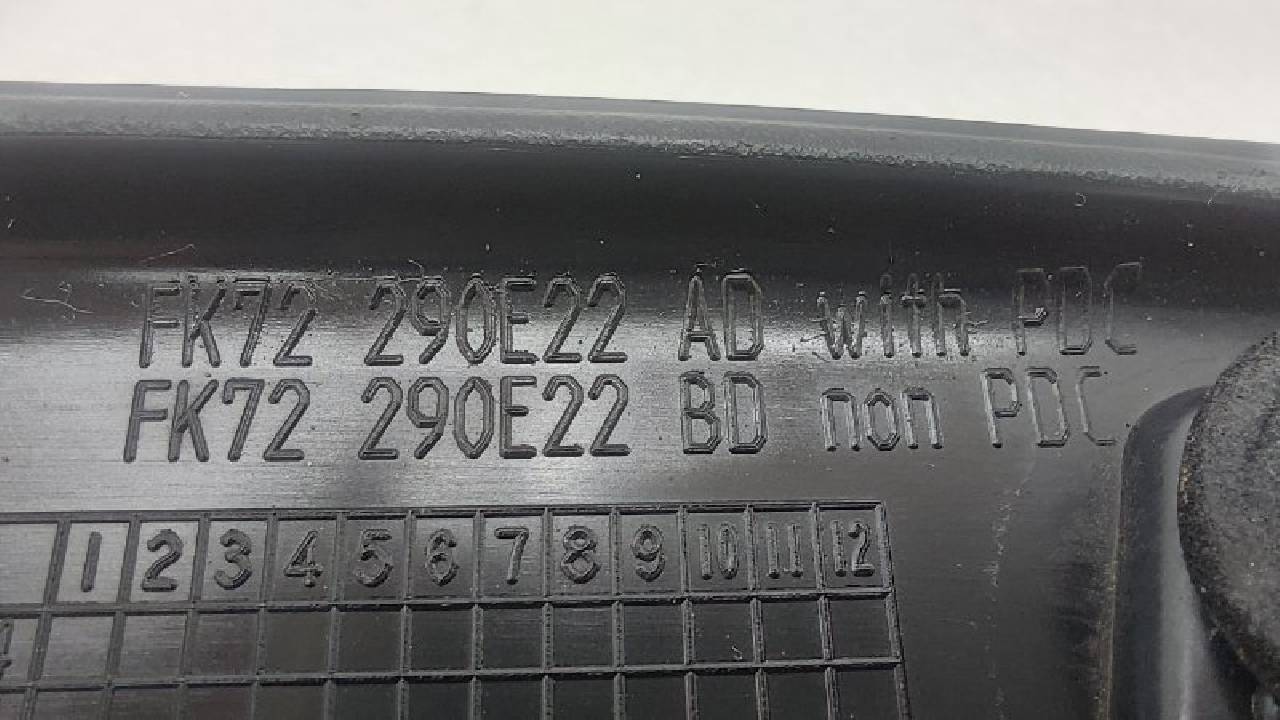 FK72 290E22 AD with PDC
FK72 290E22 BD non PDC
1 2 3 4 5 6 7 8 9 10 11 12